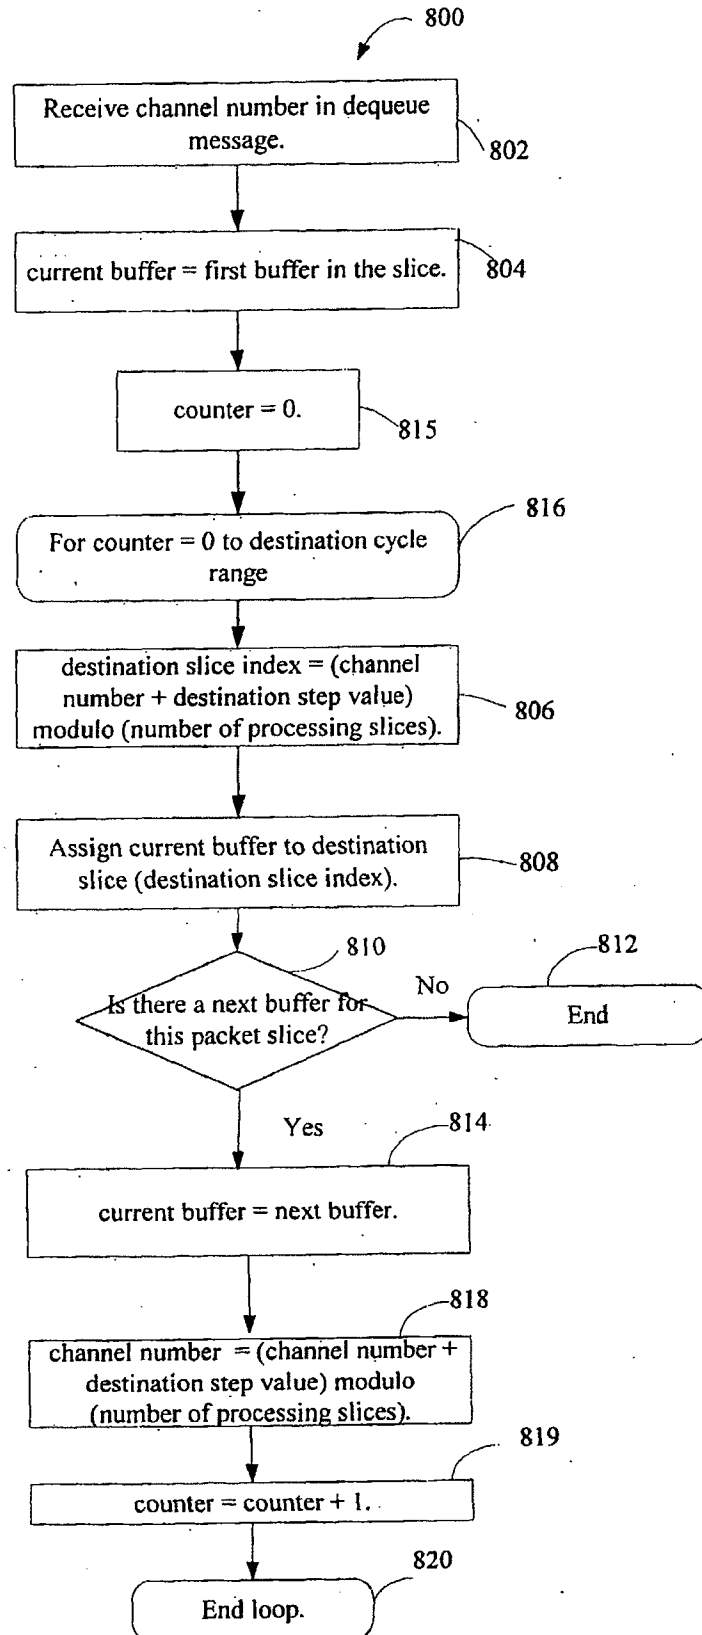 800
Receive channel number in dequeue
message.
802
current buffer = first buffer in the slice.
804
counter = 0.
815
816
For counter = 0 to destination cycle
range
destination slice index = (channel
number + destination step value)
modulo (number of processing slices).
806
Assign current buffer to destination
slice (destination slice index).
808
810
812
Is there a next buffer for
this packet slice?
No
End
Yes
814
current buffer = next buffer.
818
channel number = (channel number +
destination step value) modulo
(number of processing slices).
819
counter = counter + 1.
820
End loop.